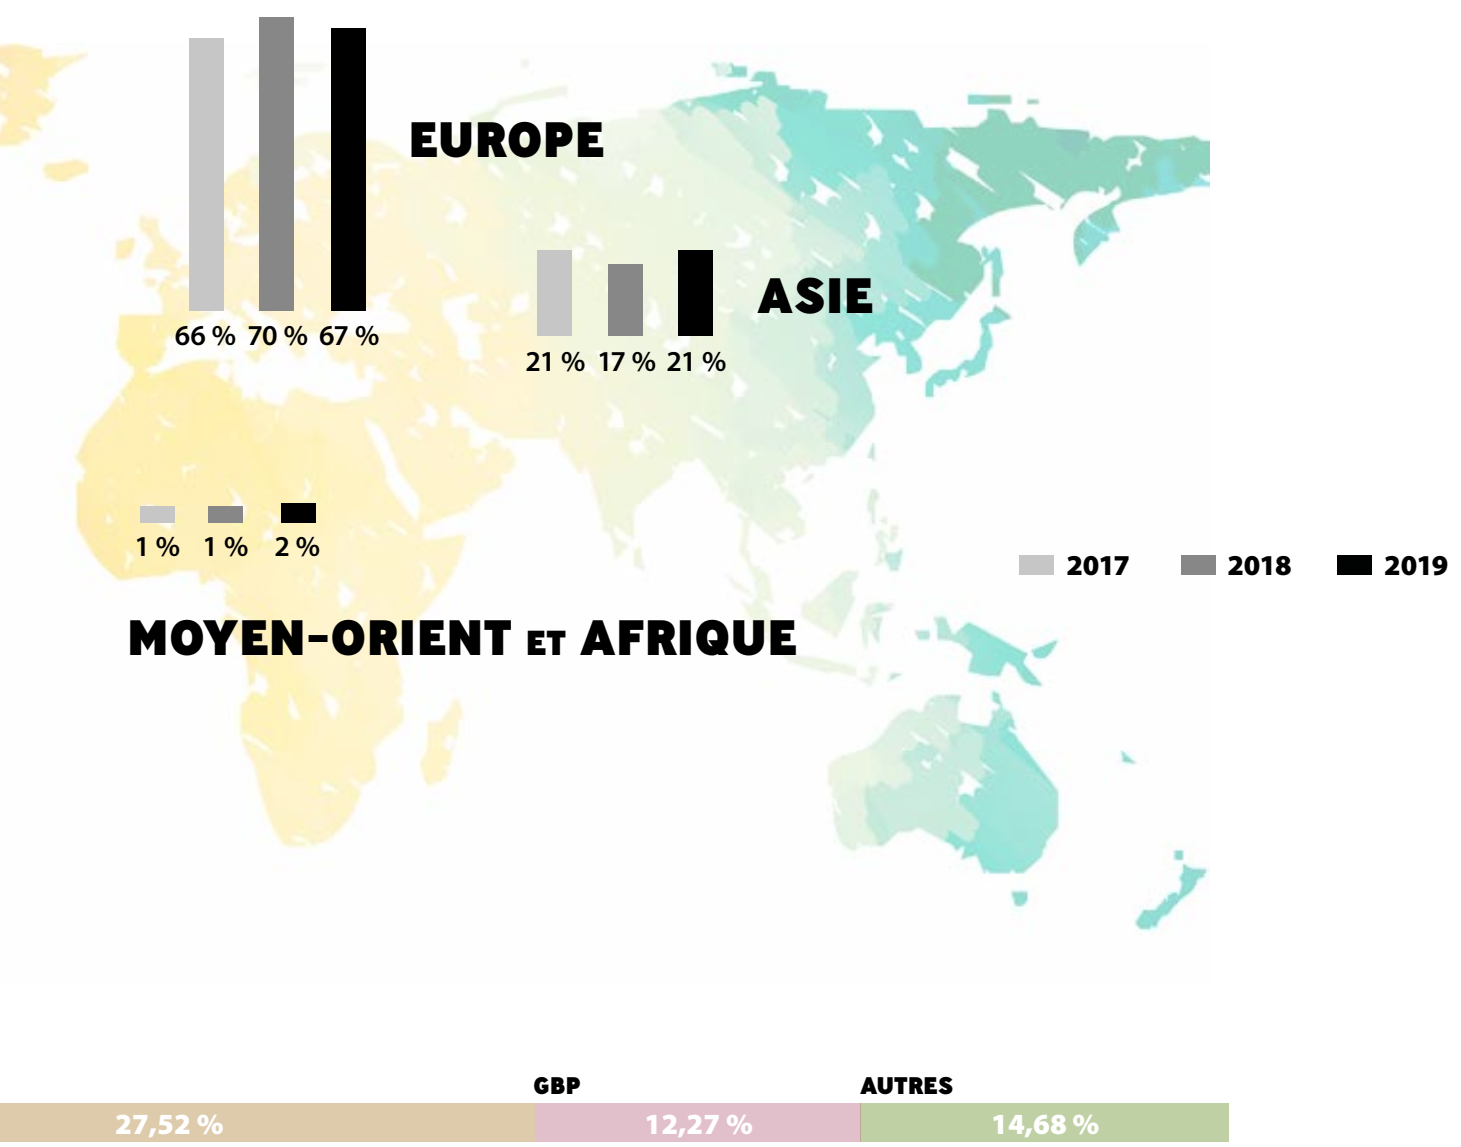 EUROPE
66 % 70 % 67 %
ASIE
21 % 17 % 21 %
1 % 1 % 2 %
2017 2018 2019
MOYEN-ORIENT ET AFRIQUE
GBP AUTRES
27,52 % 12,27 % 14,68 %